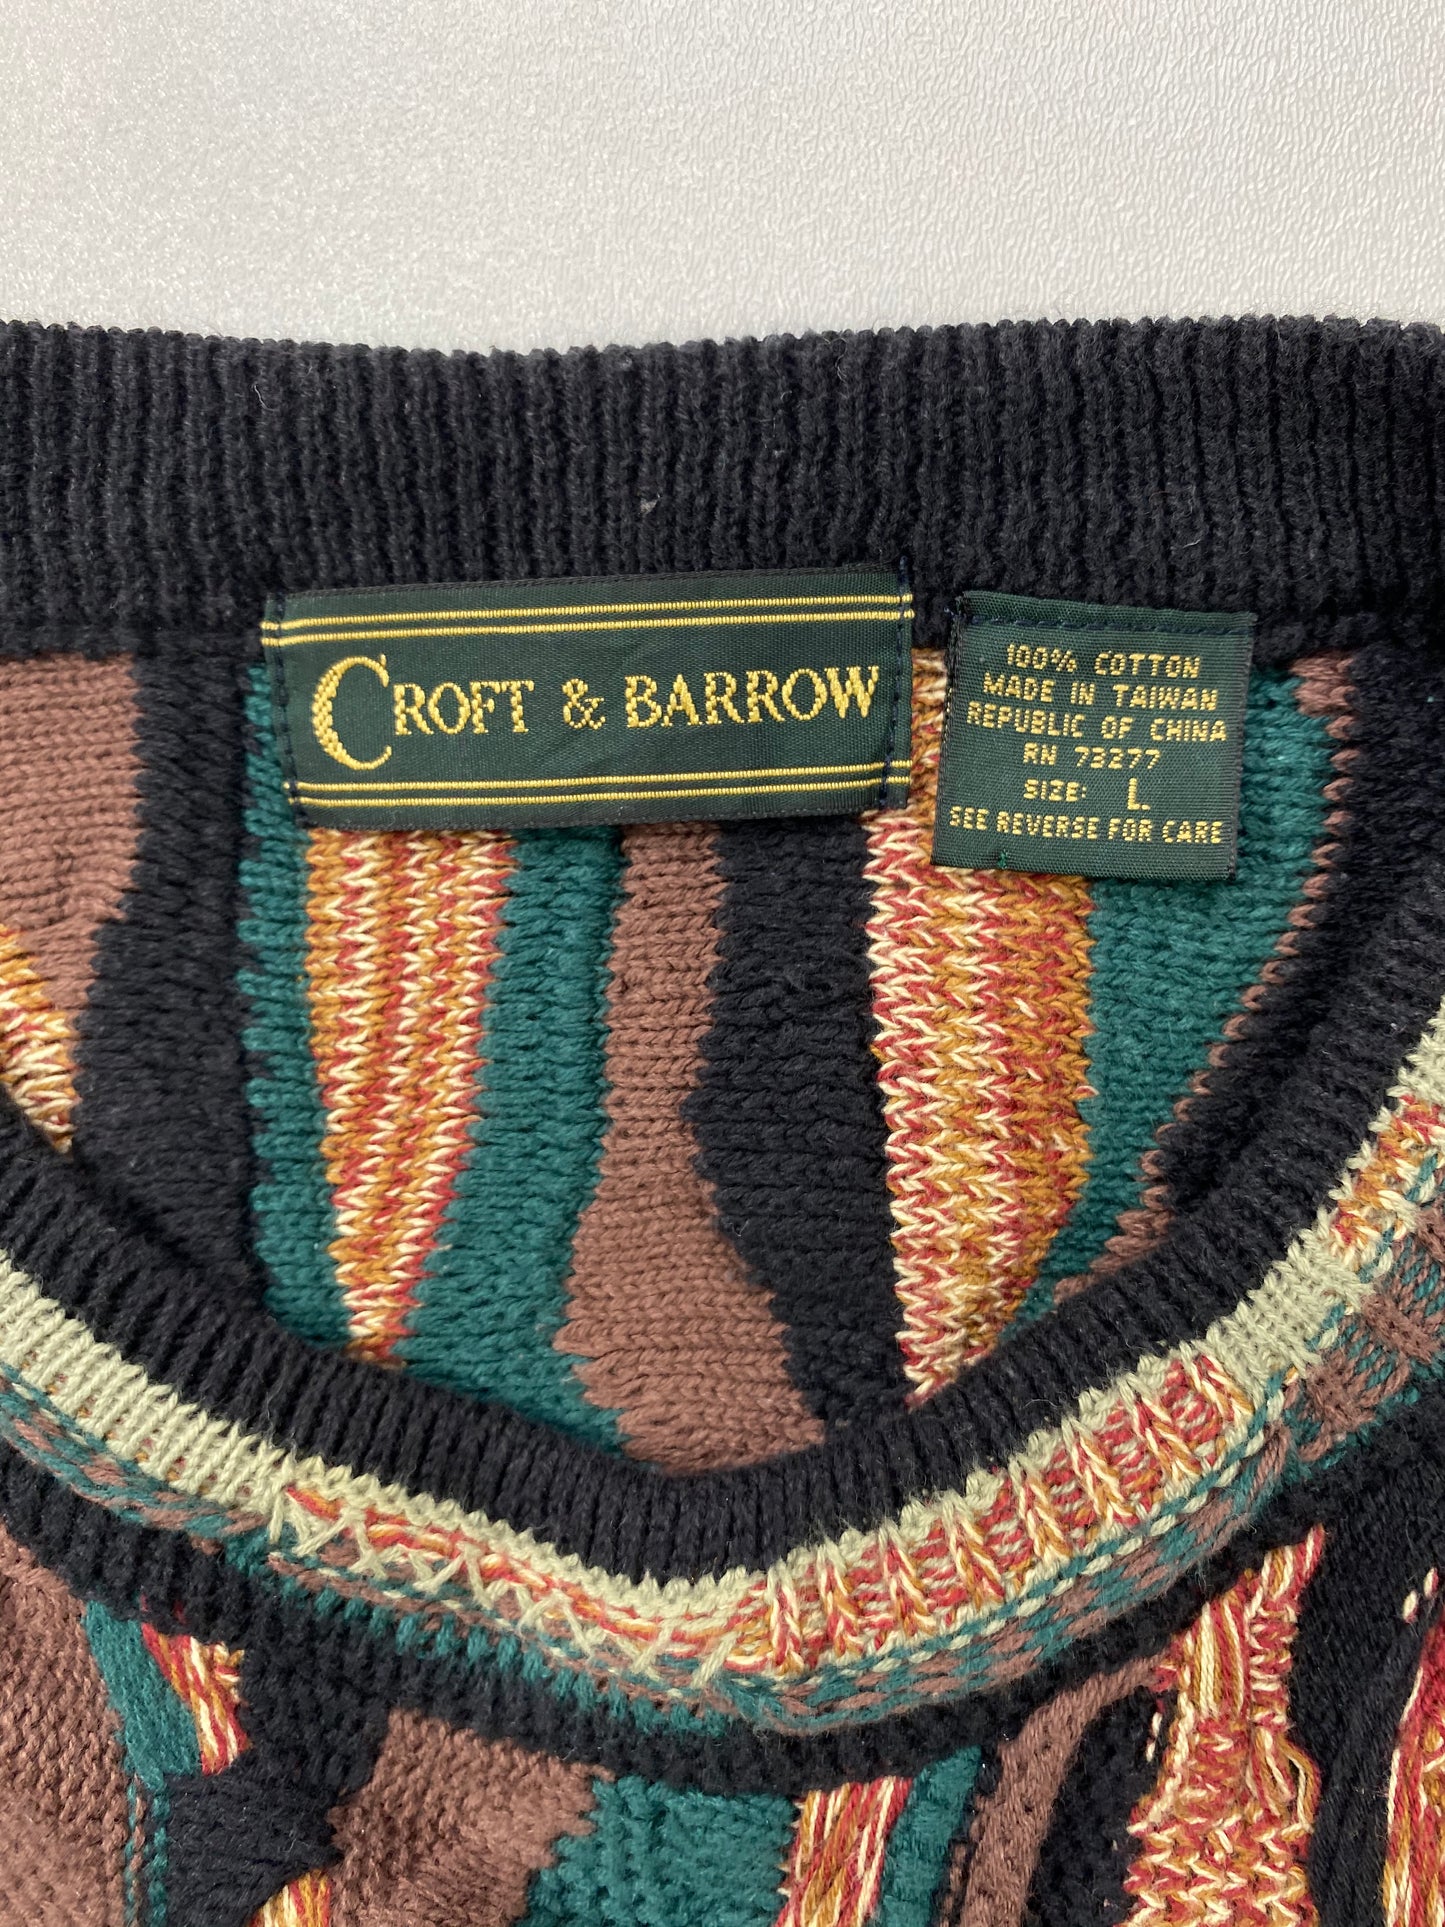 CROFT & BARROW
100% COTTON
MADE IN TAIWAN
REPUBLIC OF CHINA
RN 73277
SIZE: L
SEE REVERSE FOR CARE